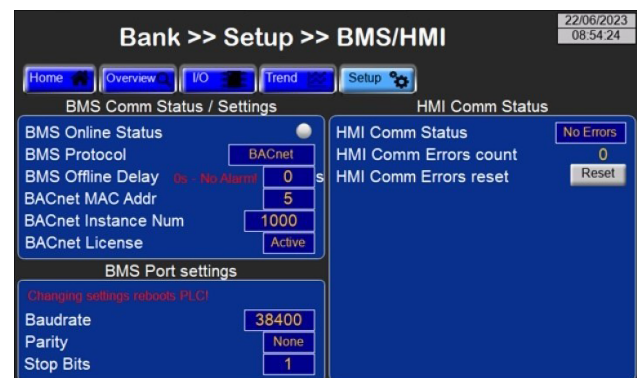 Bank >> Setup >> BMS/HMI
22/06/2023
08:54:24
Home
Overview
I/O
Trend
Setup
BMS Comm Status / Settings
BMS Online Status
BMS Protocol BACnet
BMS Offline Delay 0s - No Alarm! 0 s
BACnet MAC Addr 5
BACnet Instance Num 1000
BACnet License Active
BMS Port settings
Changing settings reboots PLC!
Baudrate 38400
Parity None
Stop Bits 1
HMI Comm Status
HMI Comm Status No Errors
HMI Comm Errors count 0
HMI Comm Errors reset Reset